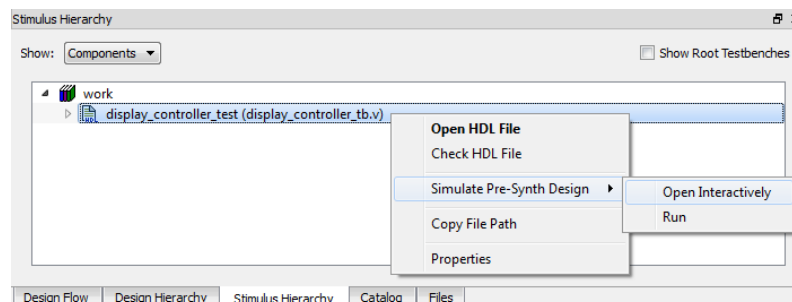 Stimulus Hierarchy
Show: Components Show Root Testbenches
work
display_controller_test (display_controller_tb.v)
Open HDL File
Check HDL File
Simulate Pre-Synth Design Open Interactively
Run
Copy File Path
Properties
Design Flow Design Hierarchy Stimulus Hierarchy Catalog Files